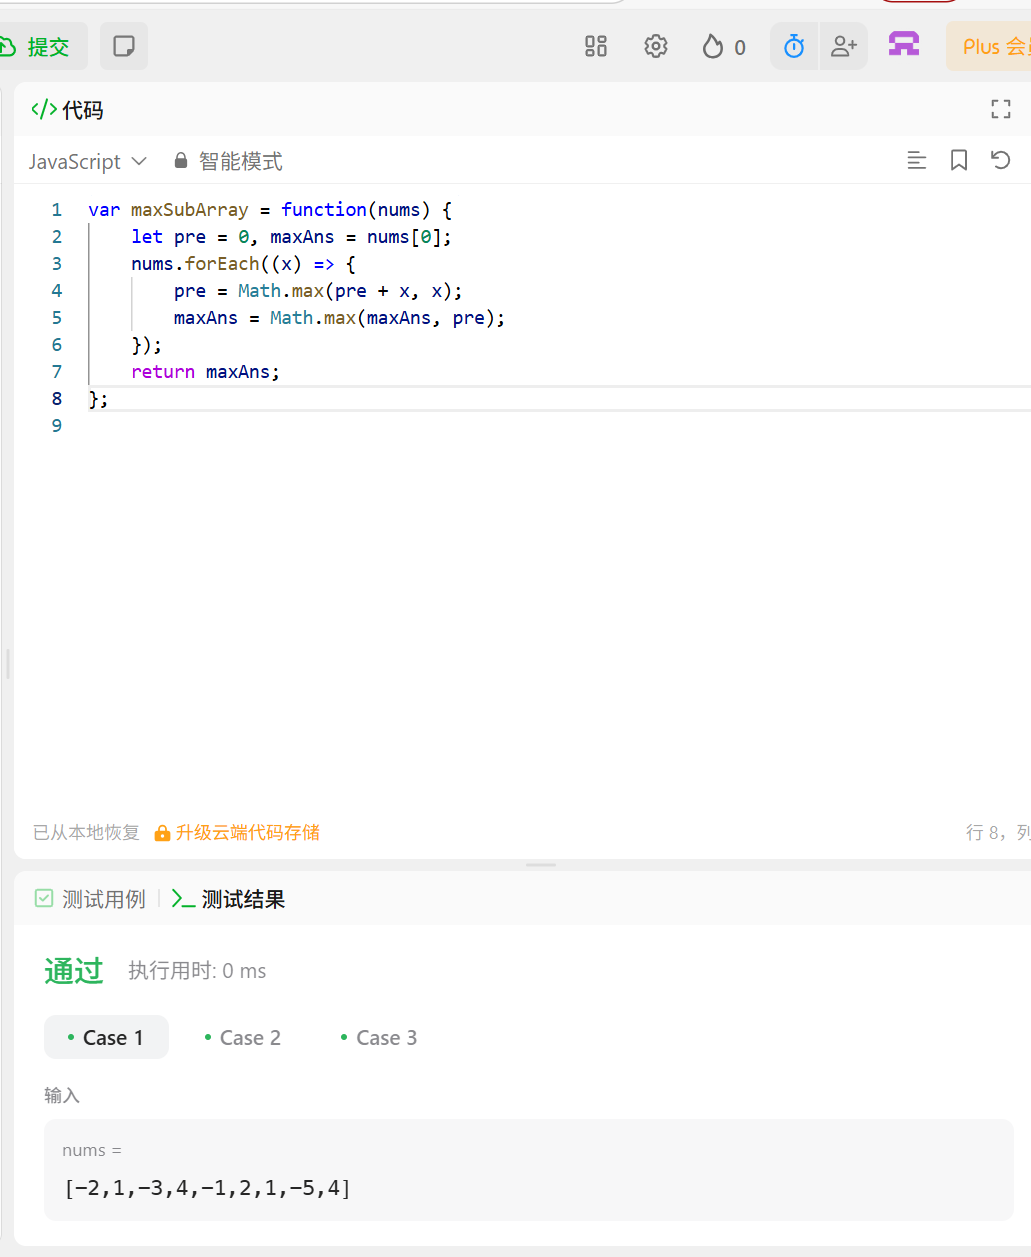 提交
0
Plus 会
</> 代码
JavaScript
智能模式
1 var maxSubArray = function(nums) {
2 let pre = 0, maxAns = nums[0];
3 nums.forEach((x) => {
4 pre = Math.max(pre + x, x);
5 maxAns = Math.max(maxAns, pre);
6 });
7 return maxAns;
8 };
9
已从本地恢复
升级云端代码存储
行 8，列
测试用例
测试结果
通过
执行用时: 0 ms
Case 1
Case 2
Case 3
输入
nums =
[-2,1,-3,4,-1,2,1,-5,4]